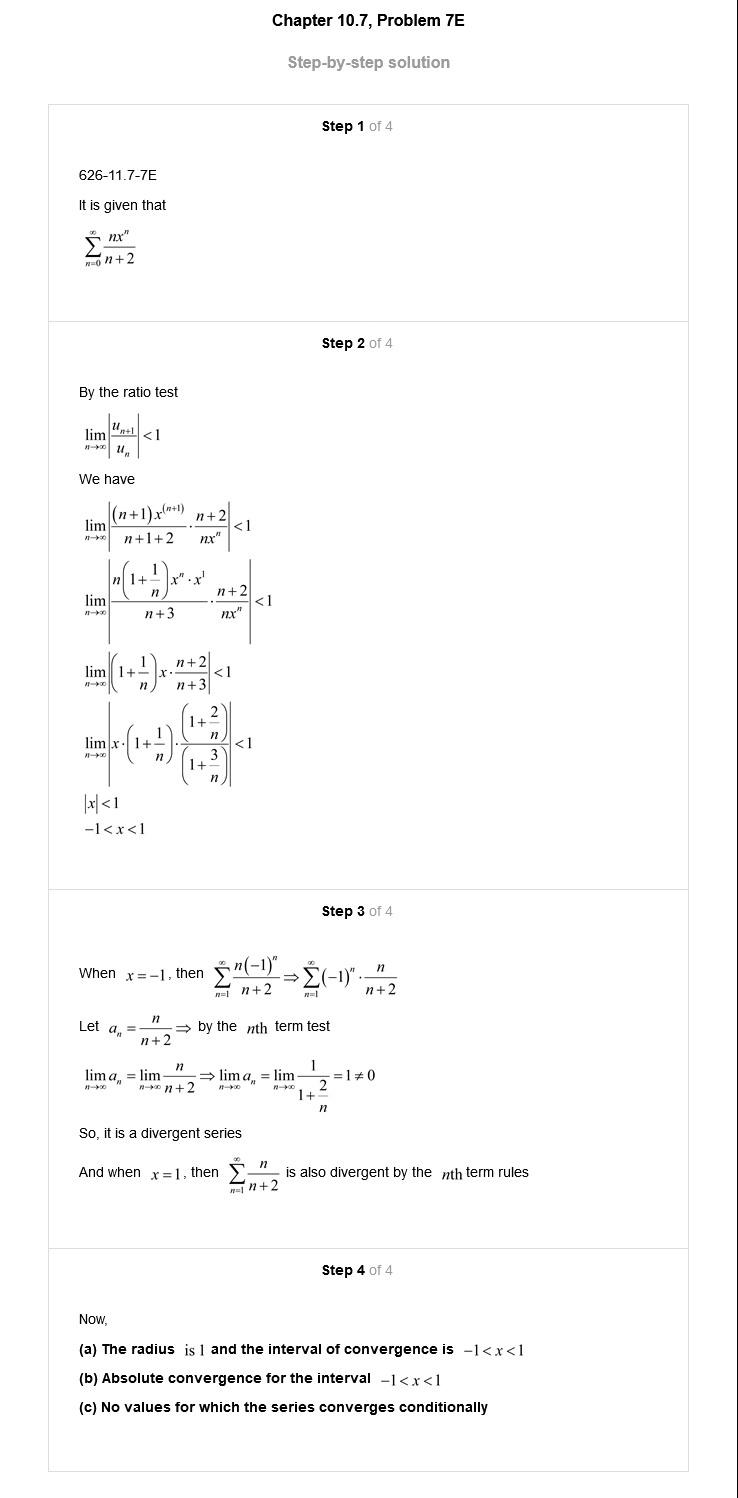 Chapter 10.7, Problem 7E
Step-by-step solution
Step 1 of 4
626-11.7-7E
It is given that
$\sum_{n=0}^{\infty} \frac{nx^n}{n+2}$
Step 2 of 4
By the ratio test
$\lim_{n\to\infty} \left|\frac{u_{n+1}}{u_n}\right| < 1$
We have
$\lim_{n\to\infty} \left|\frac{(n+1)x^{(n+1)}}{n+1+2} \cdot \frac{n+2}{nx^n}\right| < 1$
$\lim_{n\to\infty} \left|\frac{n\left(1+\frac{1}{n}\right)x^n \cdot x^1}{n+3} \cdot \frac{n+2}{nx^n}\right| < 1$
$\lim_{n\to\infty} \left|\left(1+\frac{1}{n}\right)x \cdot \frac{n+2}{n+3}\right| < 1$
$\lim_{n\to\infty} \left|x \cdot \left(1+\frac{1}{n}\right) \cdot \frac{\left(1+\frac{2}{n}\right)}{\left(1+\frac{3}{n}\right)}\right| < 1$
$|x| < 1$
$-1 < x < 1$
Step 3 of 4
When $x = -1$, then $\sum_{n=1}^{\infty} \frac{n(-1)^n}{n+2} \Rightarrow \sum_{n=1}^{\infty} (-1)^n \cdot \frac{n}{n+2}$
Let $a_n = \frac{n}{n+2} \Rightarrow$ by the nth term test
$\lim_{n\to\infty} a_n = \lim_{n\to\infty} \frac{n}{n+2} \Rightarrow \lim_{n\to\infty} a_n = \lim_{n\to\infty} \frac{1}{1+\frac{2}{n}} = 1 \neq 0$
So, it is a divergent series
And when $x = 1$, then $\sum_{n=1}^{\infty} \frac{n}{n+2}$ is also divergent by the nth term rules
Step 4 of 4
Now,
(a) The radius is 1 and the interval of convergence is $-1 < x < 1$
(b) Absolute convergence for the interval $-1 < x < 1$
(c) No values for which the series converges conditionally